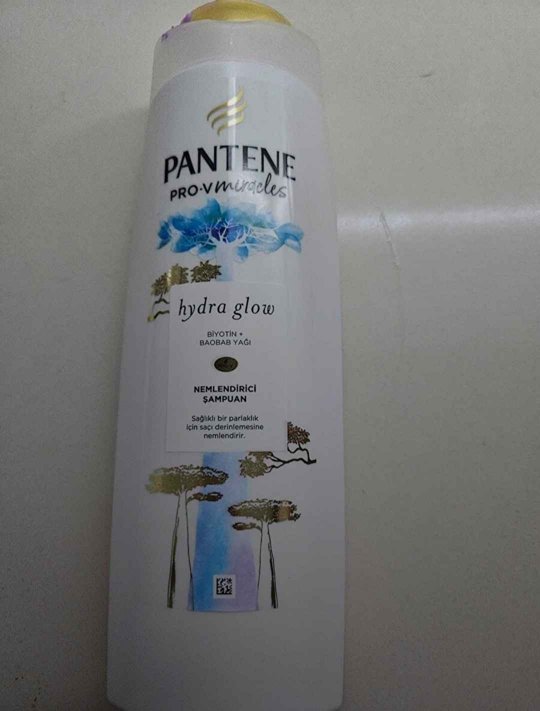 PANTENE
PRO-V miracles
hydra glow
BİYOTİN +
BAOBAB YAĞI
NEMLENDİRİCİ
ŞAMPUAN
Sağlıklı bir parlaklık
için saçı derinlemesine
nemlendirir.